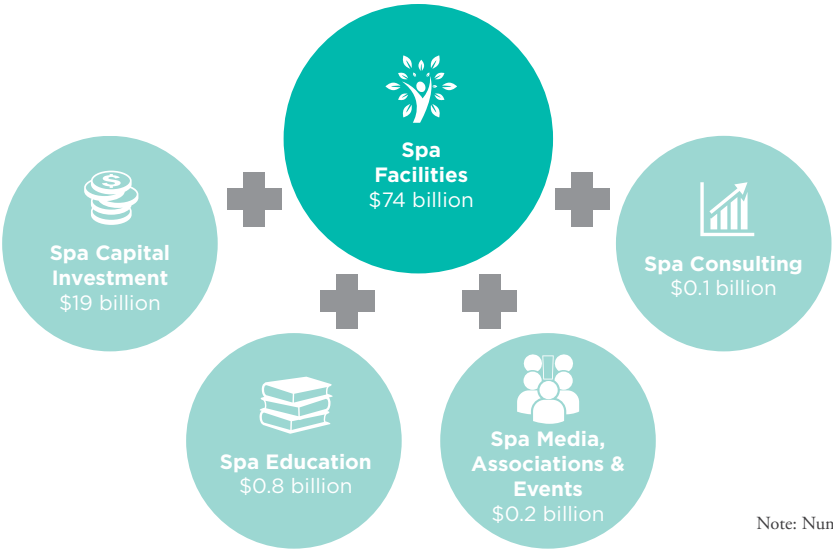 Spa
Facilities
$74 billion
Spa Capital
Investment
$19 billion
Spa Consulting
$0.1 billion
Spa Education
$0.8 billion
Spa Media,
Associations &
Events
$0.2 billion
Note: